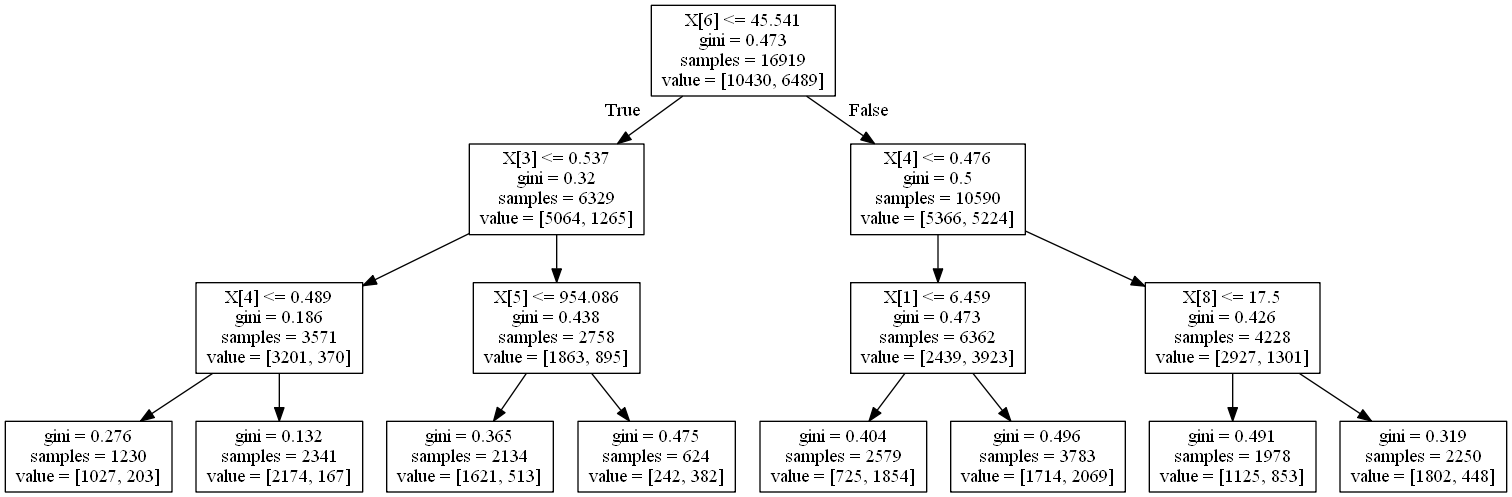 X[6] <= 45.541
gini = 0.473
samples = 16919
value = [10430, 6489]
True
False
X[3] <= 0.537
gini = 0.32
samples = 6329
value = [5064, 1265]
X[4] <= 0.476
gini = 0.5
samples = 10590
value = [5366, 5224]
X[4] <= 0.489
gini = 0.186
samples = 3571
value = [3201, 370]
X[5] <= 954.086
gini = 0.438
samples = 2758
value = [1863, 895]
X[1] <= 6.459
gini = 0.473
samples = 6362
value = [2439, 3923]
X[8] <= 17.5
gini = 0.426
samples = 4228
value = [2927, 1301]
gini = 0.276
samples = 1230
value = [1027, 203]
gini = 0.132
samples = 2341
value = [2174, 167]
gini = 0.365
samples = 2134
value = [1621, 513]
gini = 0.475
samples = 624
value = [242, 382]
gini = 0.404
samples = 2579
value = [725, 1854]
gini = 0.496
samples = 3783
value = [1714, 2069]
gini = 0.491
samples = 1978
value = [1125, 853]
gini = 0.319
samples = 2250
value = [1802, 448]